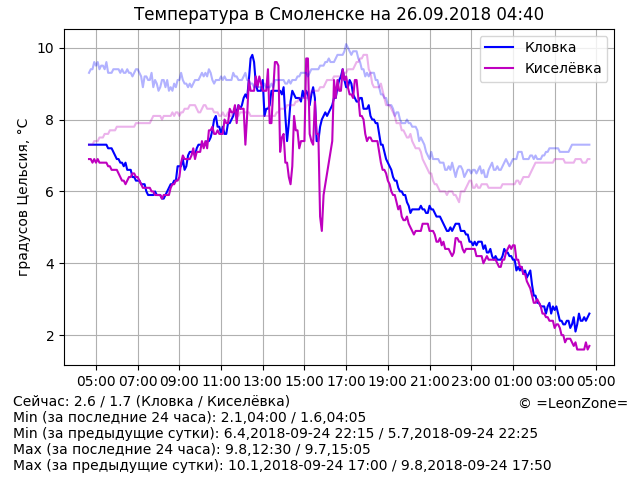 Температура в Смоленске на 26.09.2018 04:40
Кловка
Киселёвка
градусов Цельсия, °C
10
8
6
4
2
05:00 07:00 09:00 11:00 13:00 15:00 17:00 19:00 21:00 23:00 01:00 03:00 05:00
Сейчас: 2.6 / 1.7 (Кловка / Киселёвка)
© =LeonZone=
Min (за последние 24 часа): 2.1,04:00 / 1.6,04:05
Min (за предыдущие сутки): 6.4,2018-09-24 22:15 / 5.7,2018-09-24 22:25
Max (за последние 24 часа): 9.8,12:30 / 9.7,15:05
Max (за предыдущие сутки): 10.1,2018-09-24 17:00 / 9.8,2018-09-24 17:50